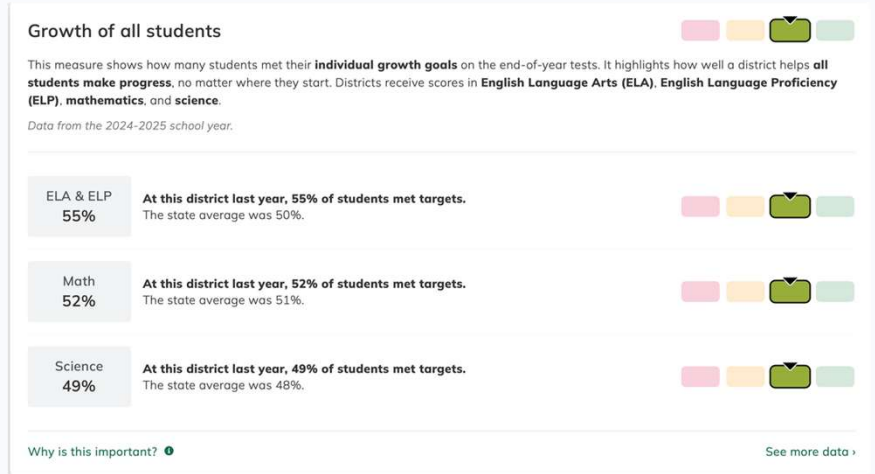 Growth of all students
This measure shows how many students met their individual growth goals on the end-of-year tests. It highlights how well a district helps all
students make progress, no matter where they start. Districts receive scores in English Language Arts (ELA), English Language Proficiency
(ELP), mathematics, and science.
Data from the 2024-2025 school year.
ELA & ELP
55%
At this district last year, 55% of students met targets.
The state average was 50%.
Math
52%
At this district last year, 52% of students met targets.
The state average was 51%.
Science
49%
At this district last year, 49% of students met targets.
The state average was 48%.
Why is this important?
See more data ›